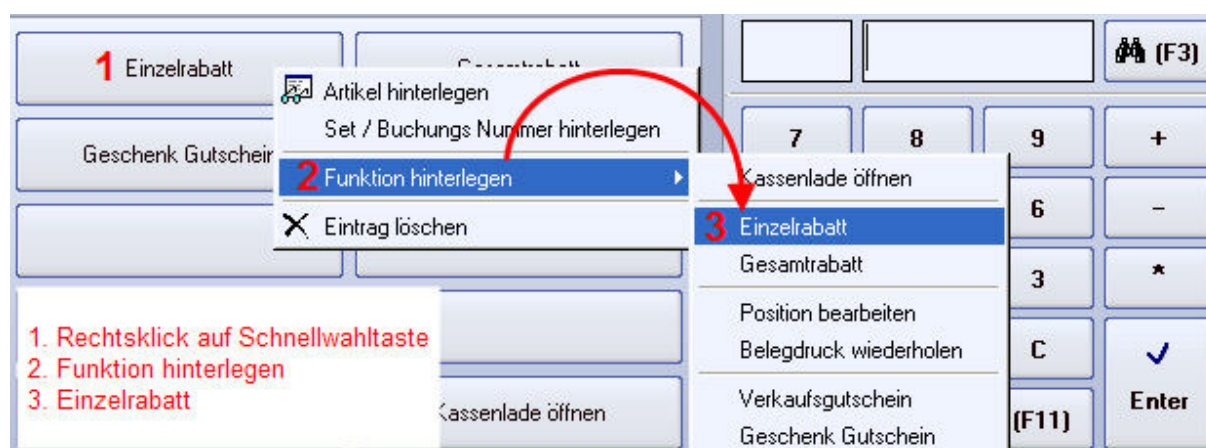 1 Einzelrabatt
Geschenk Gutschein
Artikel hinterlegen
Set / Buchungs Nummer hinterlegen
2 Funktion hinterlegen
Eintrag löschen
Kassenlade öffnen
3 Einzelrabatt
Gesamtrabatt
Position bearbeiten
Belegdruck wiederholen
Verkaufsgutschein
Geschenk Gutschein
1. Rechtsklick auf Schnellwahltaste
2. Funktion hinterlegen
3. Einzelrabatt
Kassenlade öffnen
(F3)
7 8 9 +
6 -
3 *
C
(F11) Enter